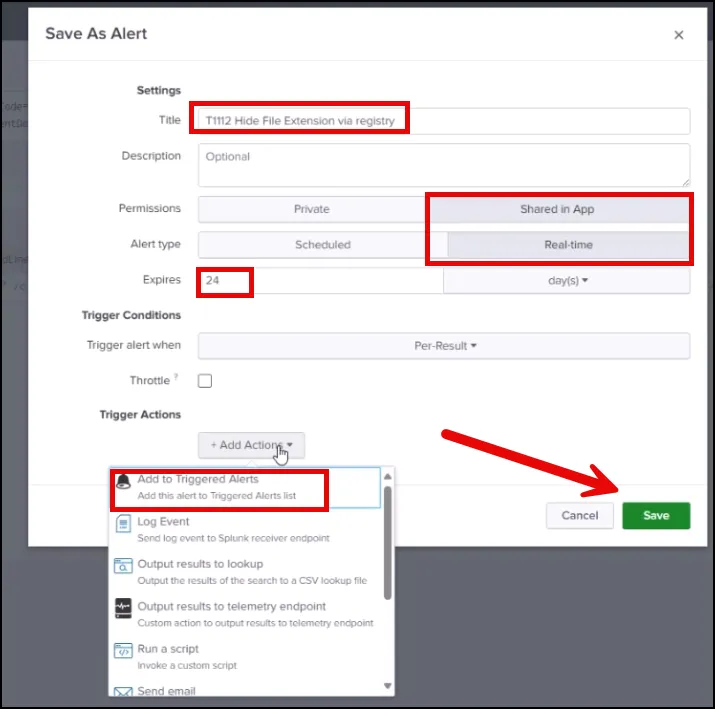 Save As Alert
×
Settings
Title T1112 Hide File Extension via registry
Description Optional
Permissions Private Shared in App
Alert type Scheduled Real-time
Expires 24 day(s)
Trigger Conditions
Trigger alert when Per-Result
Throttle ?
Trigger Actions
+ Add Actions
Add to Triggered Alerts
Add this alert to Triggered Alerts list
Log Event
Send log event to Splunk receiver endpoint
Output results to lookup
Output the results of the search to a CSV lookup file
Output results to telemetry endpoint
Custom action to output results to telemetry endpoint
Run a script
Invoke a custom script
Send email
Cancel Save